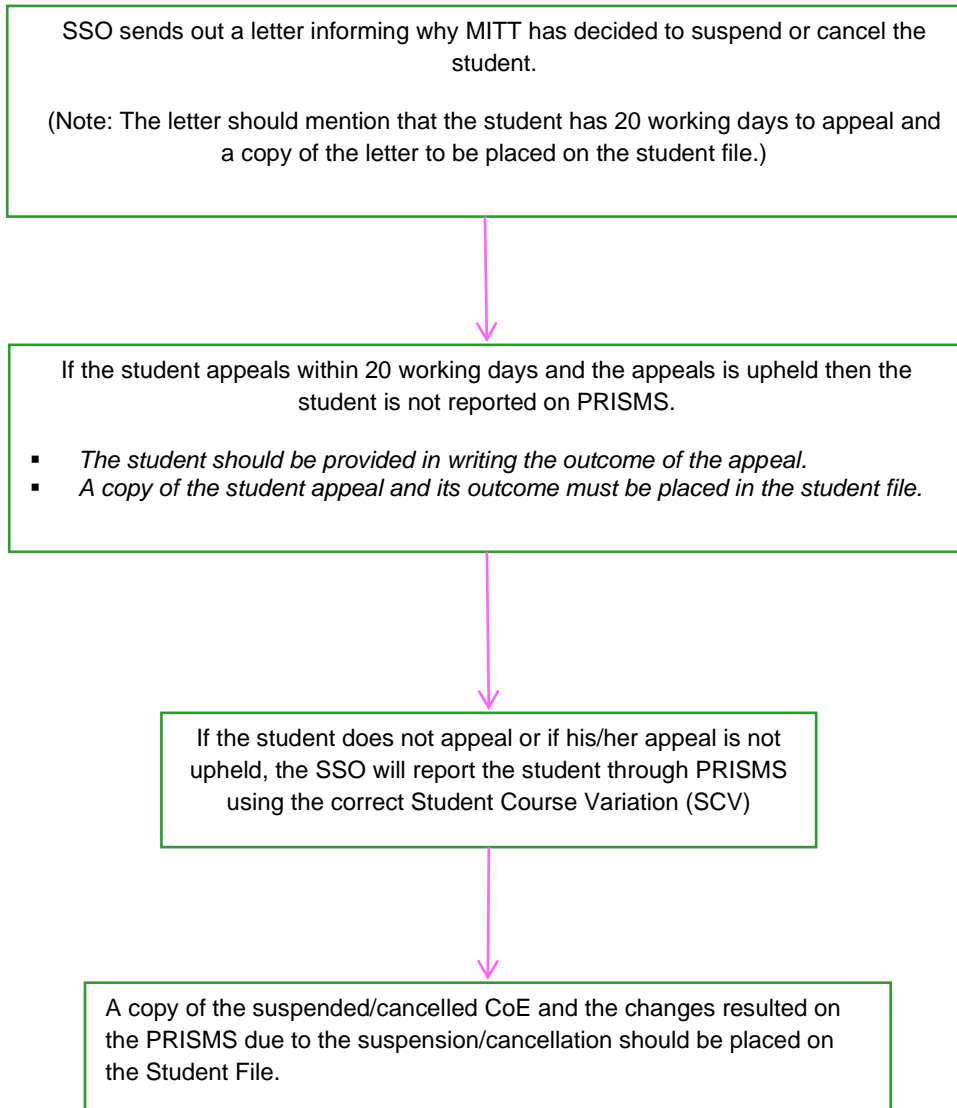 SSO sends out a letter informing why MITT has decided to suspend or cancel the
student.
(Note: The letter should mention that the student has 20 working days to appeal and
a copy of the letter to be placed on the student file.)
If the student appeals within 20 working days and the appeals is upheld then the
student is not reported on PRISMS.
▪ The student should be provided in writing the outcome of the appeal.
▪ A copy of the student appeal and its outcome must be placed in the student file.
If the student does not appeal or if his/her appeal is not
upheld, the SSO will report the student through PRISMS
using the correct Student Course Variation (SCV)
A copy of the suspended/cancelled CoE and the changes resulted on
the PRISMS due to the suspension/cancellation should be placed on
the Student File.